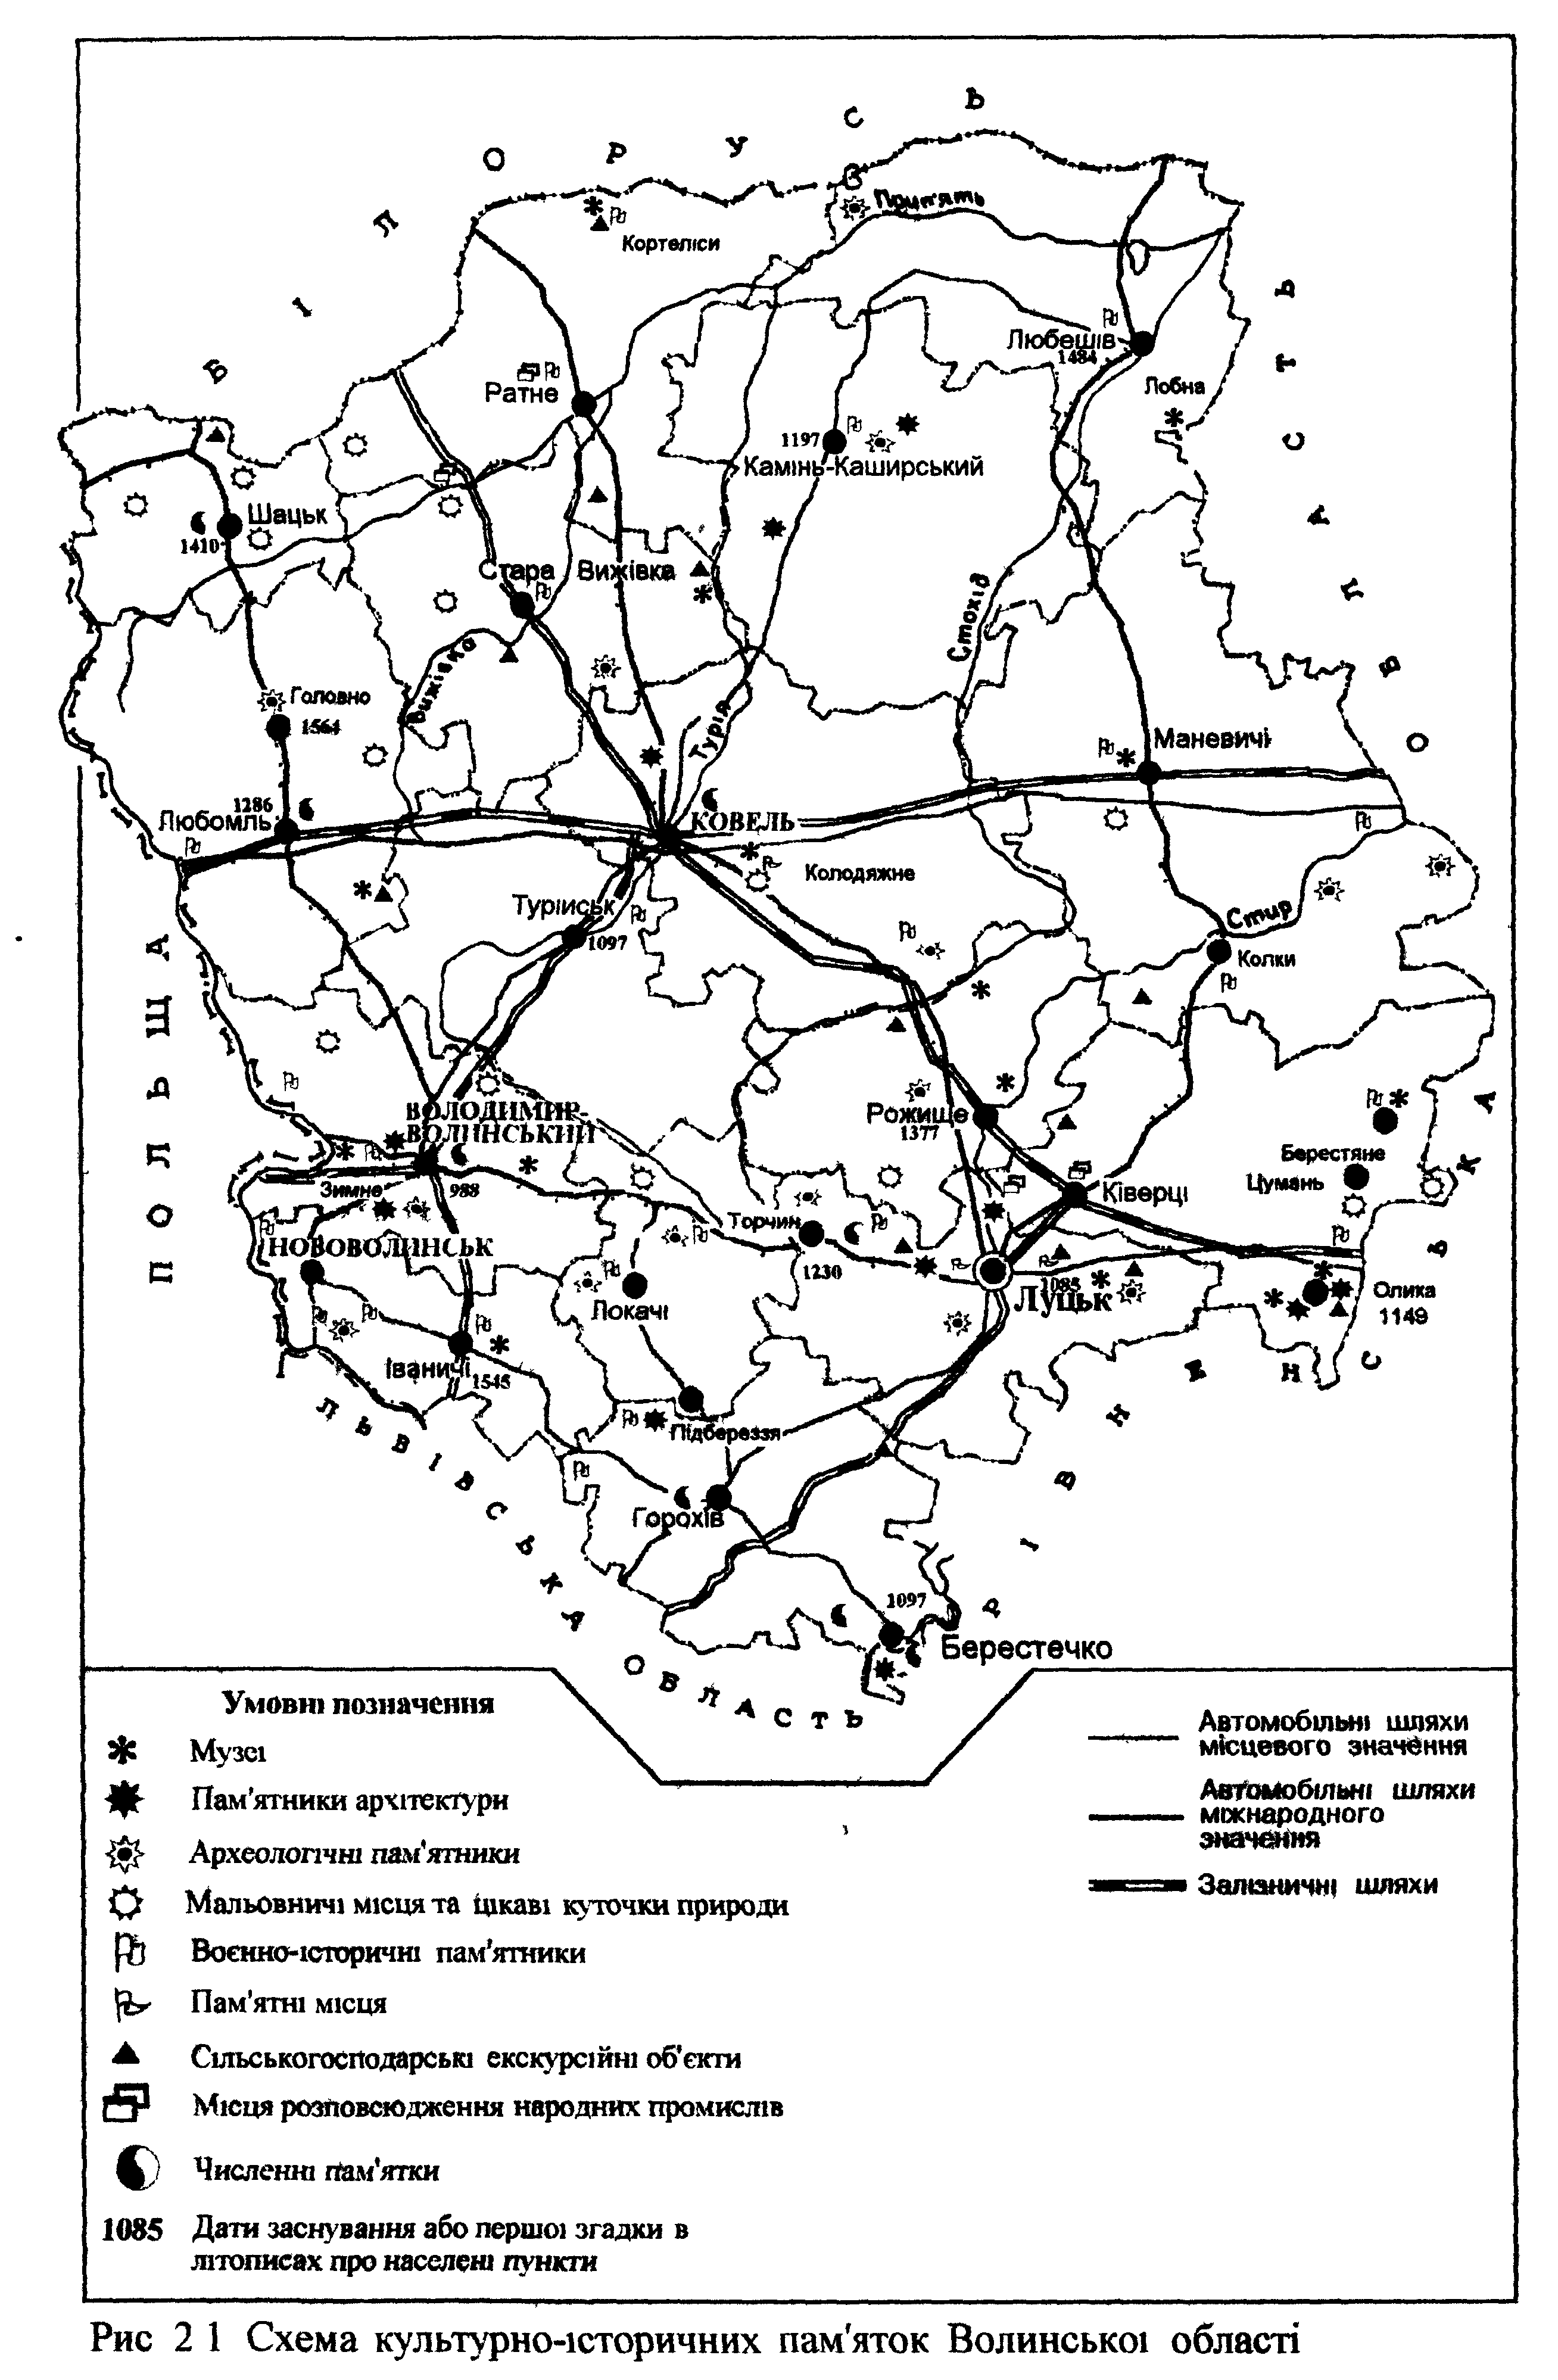 БІЛОРУСЬ
Прип'ять
Кортеліси
Любешів
1484
Лобна
Ратне
1197
Камінь-Каширський
Шацьк
1410
Стара Вижівка
Стохід
Вижівка
Головно
1564
Турія
Маневичі
1286
Любомль
КОВЕЛЬ
Колодяжне
Турійськ
1097
Стир
Колки
ПОЛЬЩА
ВОЛОДИМИР-
ВОЛИНСЬКИЙ
988
Зимне
Рожище
1377
Берестяне
Цумань
Ківерці
Торчин
1230
НОВОВОЛИНСЬК
Локачі
1085
Луцьк
Олика
1149
Іваничі
1545
Підбереззя
Горохів
1097
Берестечко
ЛЬВІВСЬКА ОБЛАСТЬ
РІВНЕНСЬКА ОБЛАСТЬ
Умовні позначення
Музеї
Пам'ятники архітектури
Археологічні пам'ятники
Мальовничі місця та цікаві куточки природи
Воєнно-історичні пам'ятники
Пам'ятні місця
Сільськогосподарські екскурсійні об'єкти
Місця розповсюдження народних промислів
Численні пам'ятки
1085 Дати заснування або першої згадки в
літописах про населені пункти
Автомобільні шляхи
місцевого значення
Автомобільні шляхи
міжнародного
значення
Залізничні шляхи
Рис 2 1 Схема культурно-історичних пам'яток Волинської області